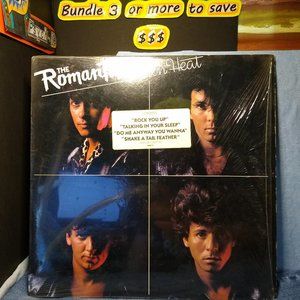 Bundle 3 or more to save
$$$
THE
Romant Heat
"ROCK YOU UP"
"TALKING IN YOUR SLEEP"
"DO ME ANYWAY YOU WANNA"
"SHAKE A TAIL FEATHER"